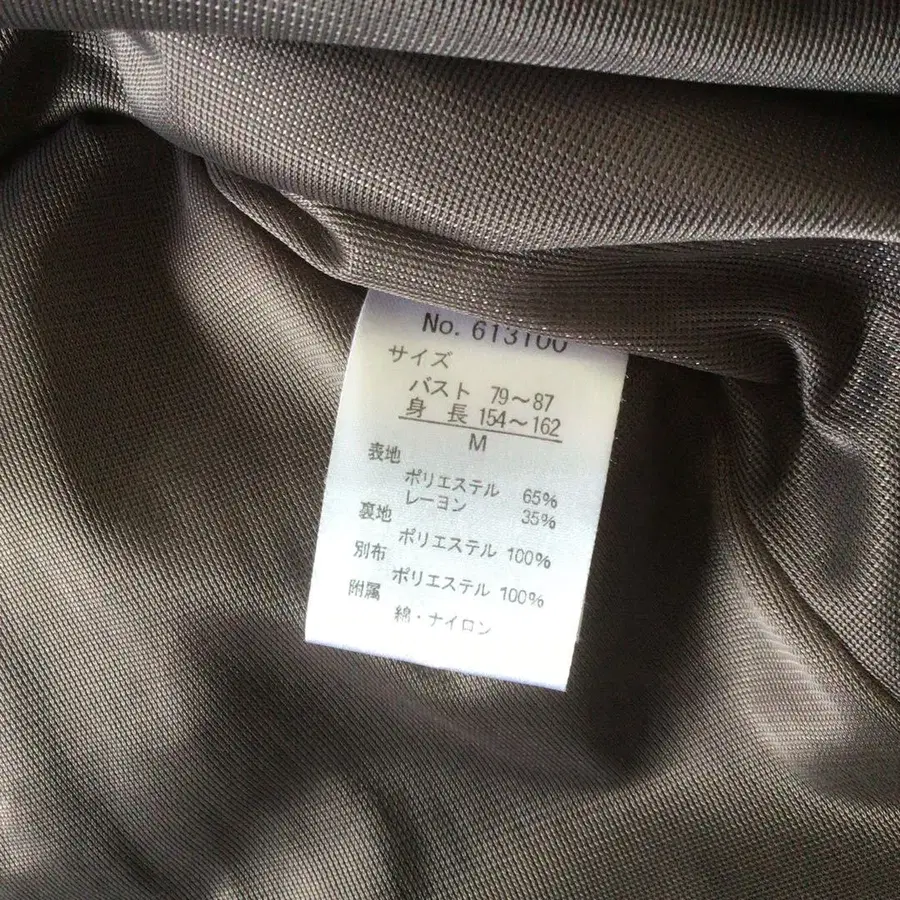 No. 613100
サイズ
バスト 79～87
身長 154～162
M
表地
ポリエステル 65%
レーヨン 35%
裏地
ポリエステル 100%
別布
ポリエステル 100%
附属
綿・ナイロン